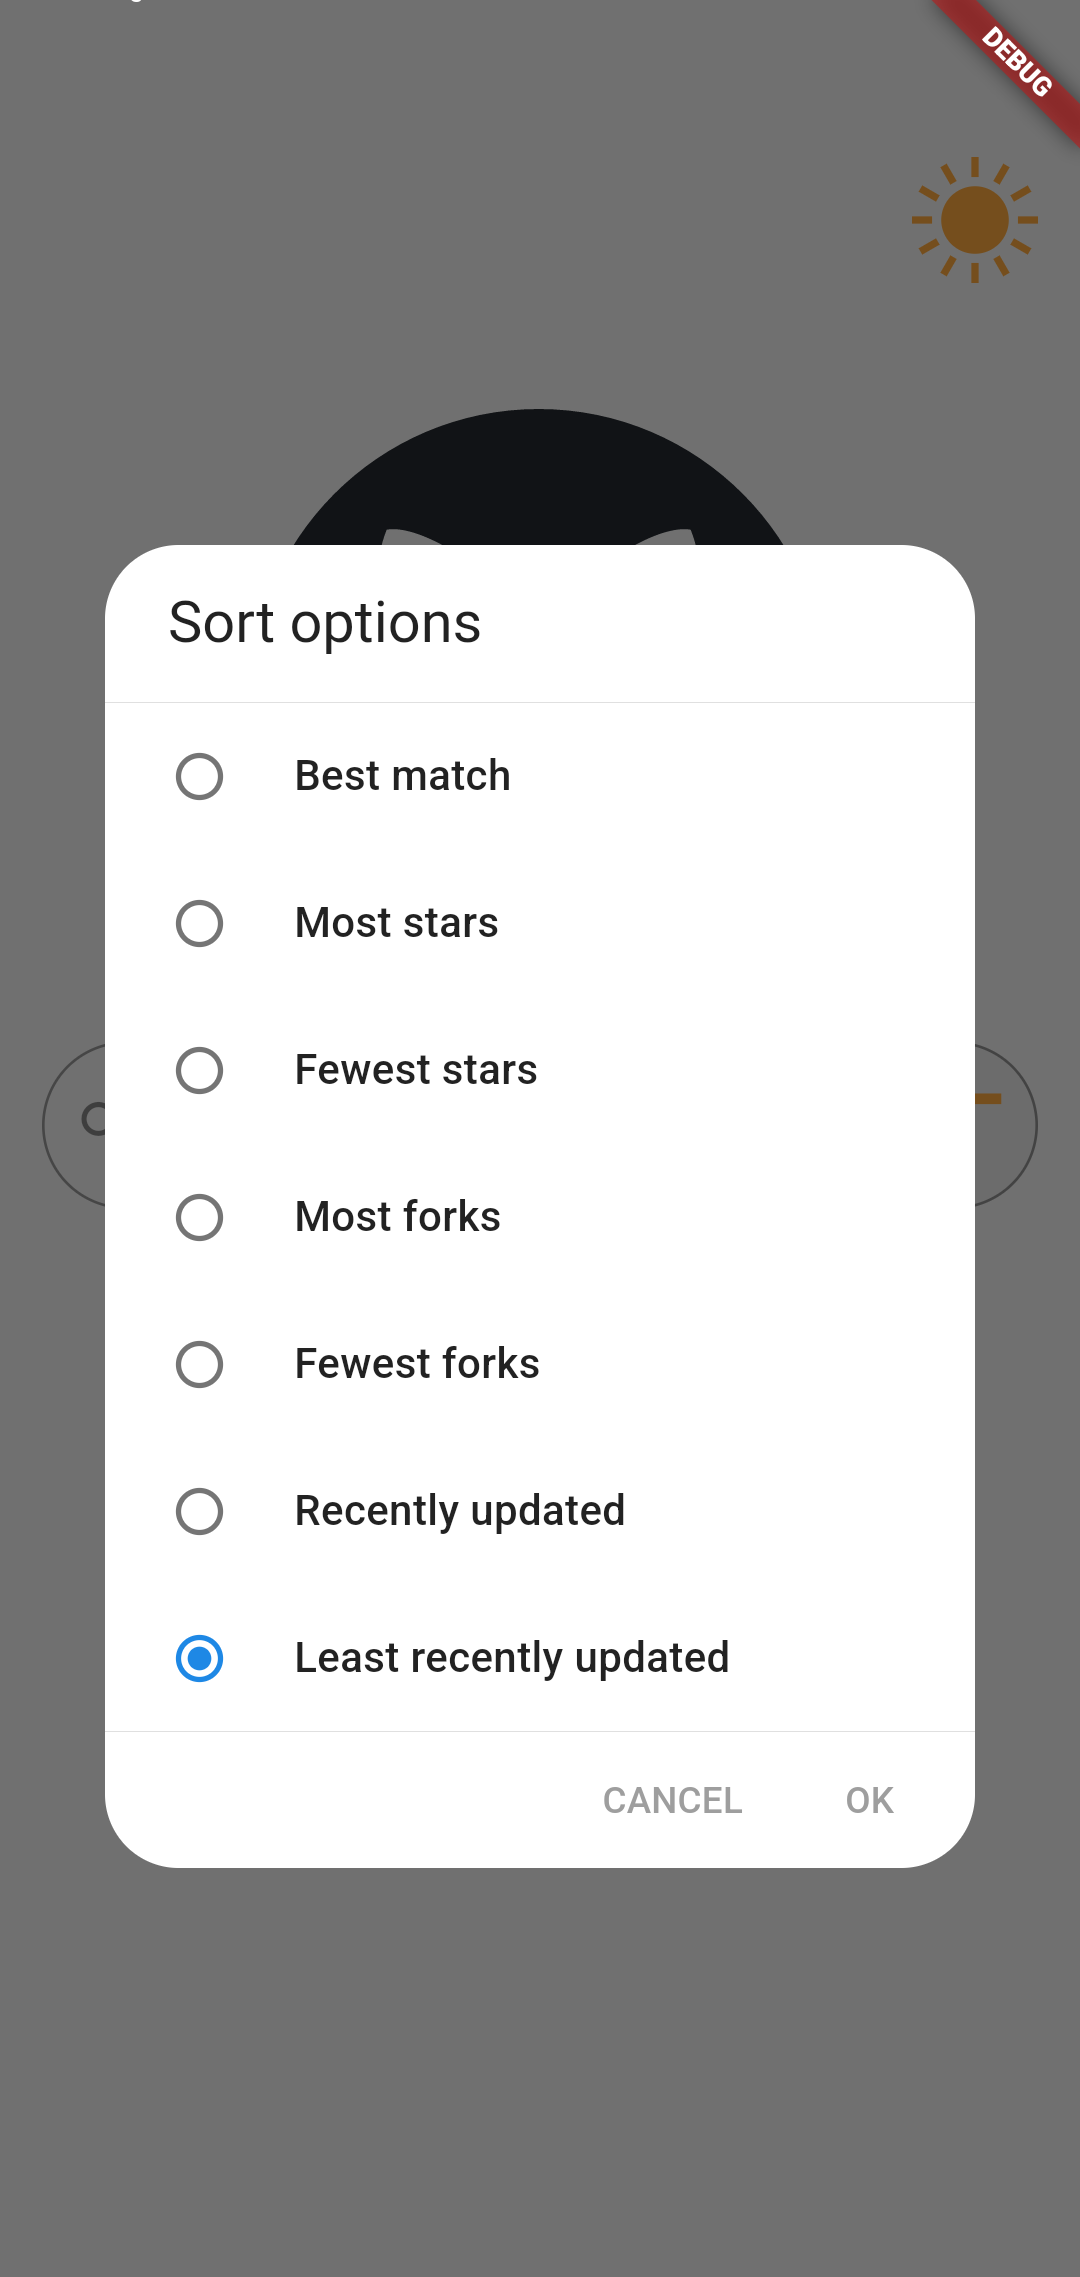 DEBUG
Sort options
Best match
Most stars
Fewest stars
Most forks
Fewest forks
Recently updated
Least recently updated
CANCEL OK